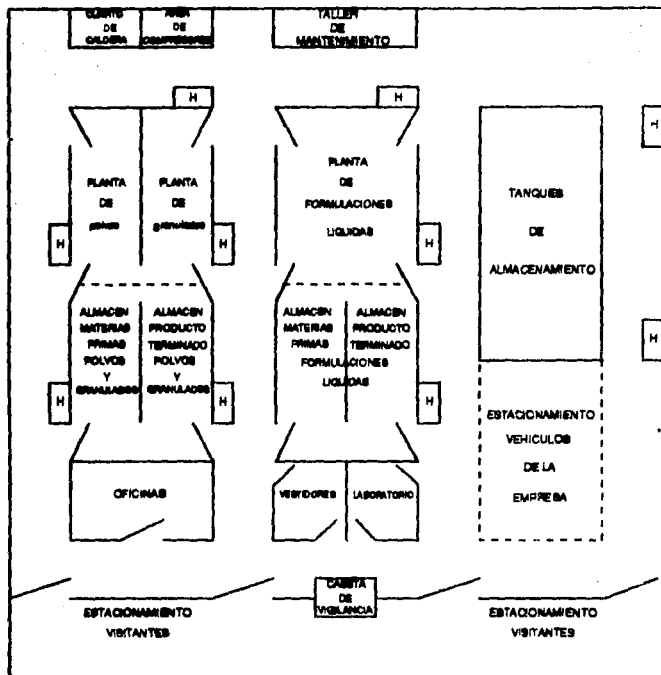 CUARTO
DE
CALDERA
AREA
DE
COMPRESORES
TALLER
DE
MANTENIMIENTO
H
H
H
H
PLANTA
DE
polvos
PLANTA
DE
granulados
PLANTA
DE
FORMULACIONES
LIQUIDAS
TANQUES
DE
ALMACENAMIENTO
H
H
H
ALMACEN
MATERIAS
PRIMAS
POLVOS
Y
GRANULADOS
ALMACEN
PRODUCTO
TERMINADO
POLVOS
Y
GRANULADOS
ALMACEN
MATERIAS
PRIMAS
ALMACEN
PRODUCTO
TERMINADO
FORMULACIONES
LIQUIDAS
H
H
H
H
ESTACIONAMIENTO
VEHICULOS
DE LA
EMPRESA
OFICINAS
VESTIDORES
LABORATORIO
CASETA
DE
VIGILANCIA
ESTACIONAMIENTO
VISITANTES
ESTACIONAMIENTO
VISITANTES